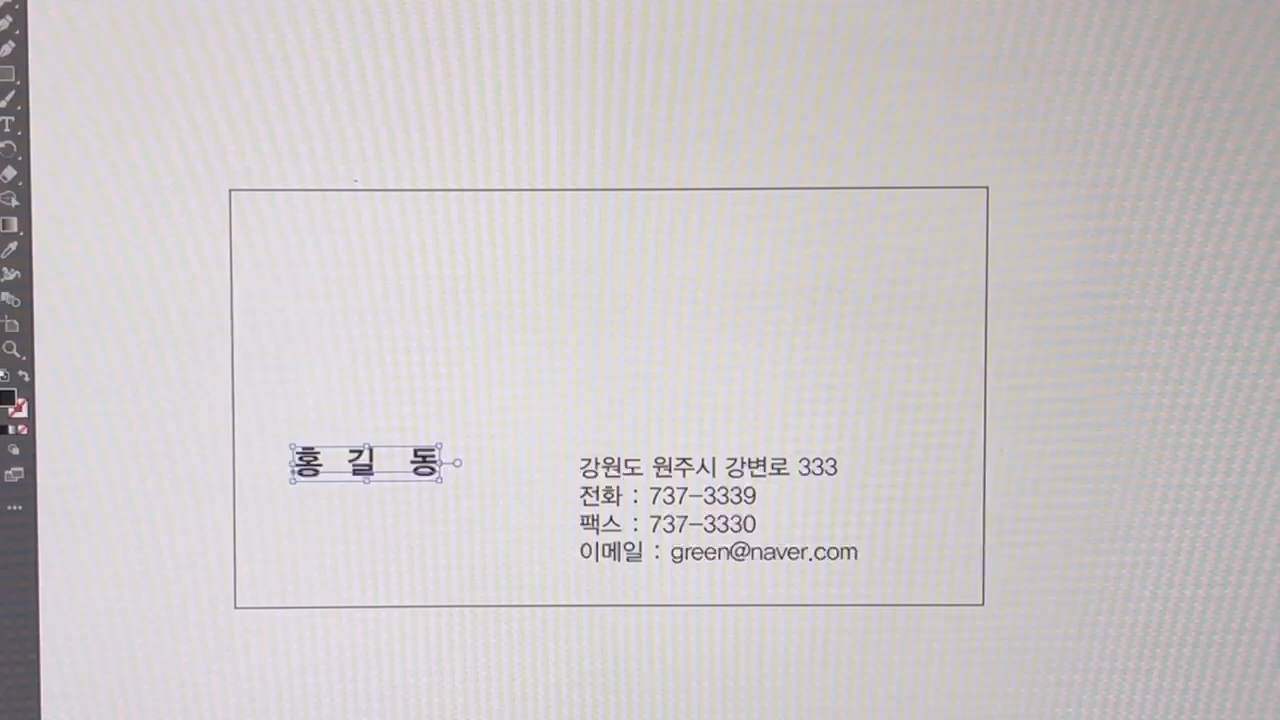 홍 길 동
강원도 원주시 강변로 333
전화 : 737-3339
팩스 : 737-3330
이메일 : green@naver.com